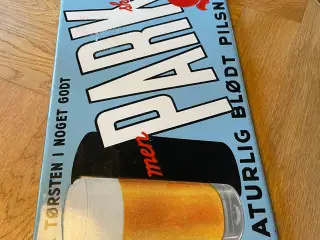 TØRSTEN I NOGET GODT
men
PARK
ATURLIG BLØDT PILSN